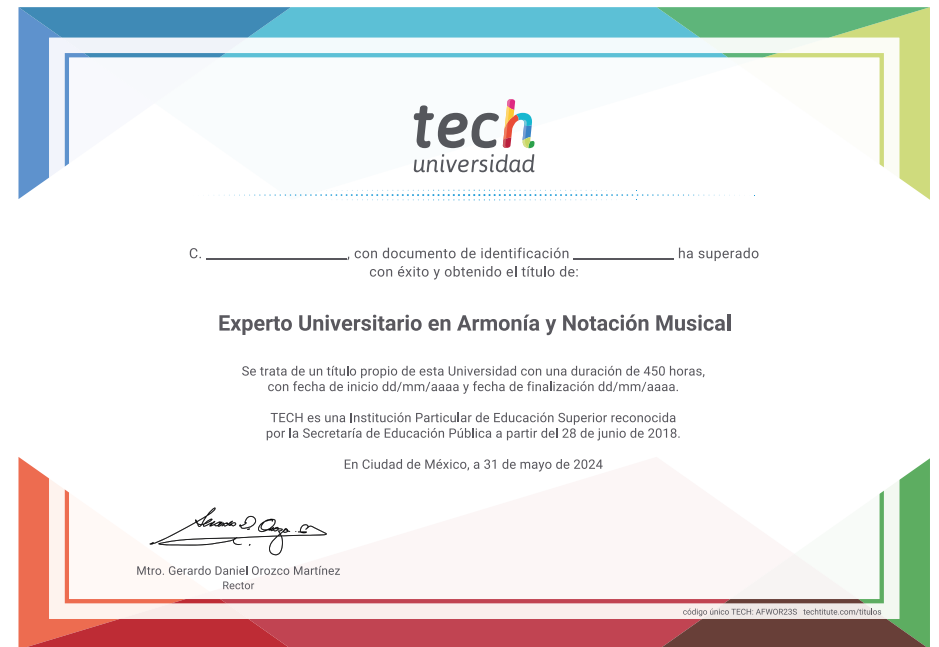 tech
universidad
C. __________________, con documento de identificación _____________ ha superado
con éxito y obtenido el título de:
Experto Universitario en Armonía y Notación Musical
Se trata de un título propio de esta Universidad con una duración de 450 horas,
con fecha de inicio dd/mm/aaaa y fecha de finalización dd/mm/aaaa.
TECH es una Institución Particular de Educación Superior reconocida
por la Secretaría de Educación Pública a partir del 28 de junio de 2018.
En Ciudad de México, a 31 de mayo de 2024
Mtro. Gerardo Daniel Orozco Martínez
Rector
código único TECH: AFWOR23S techtitute.com/titulos